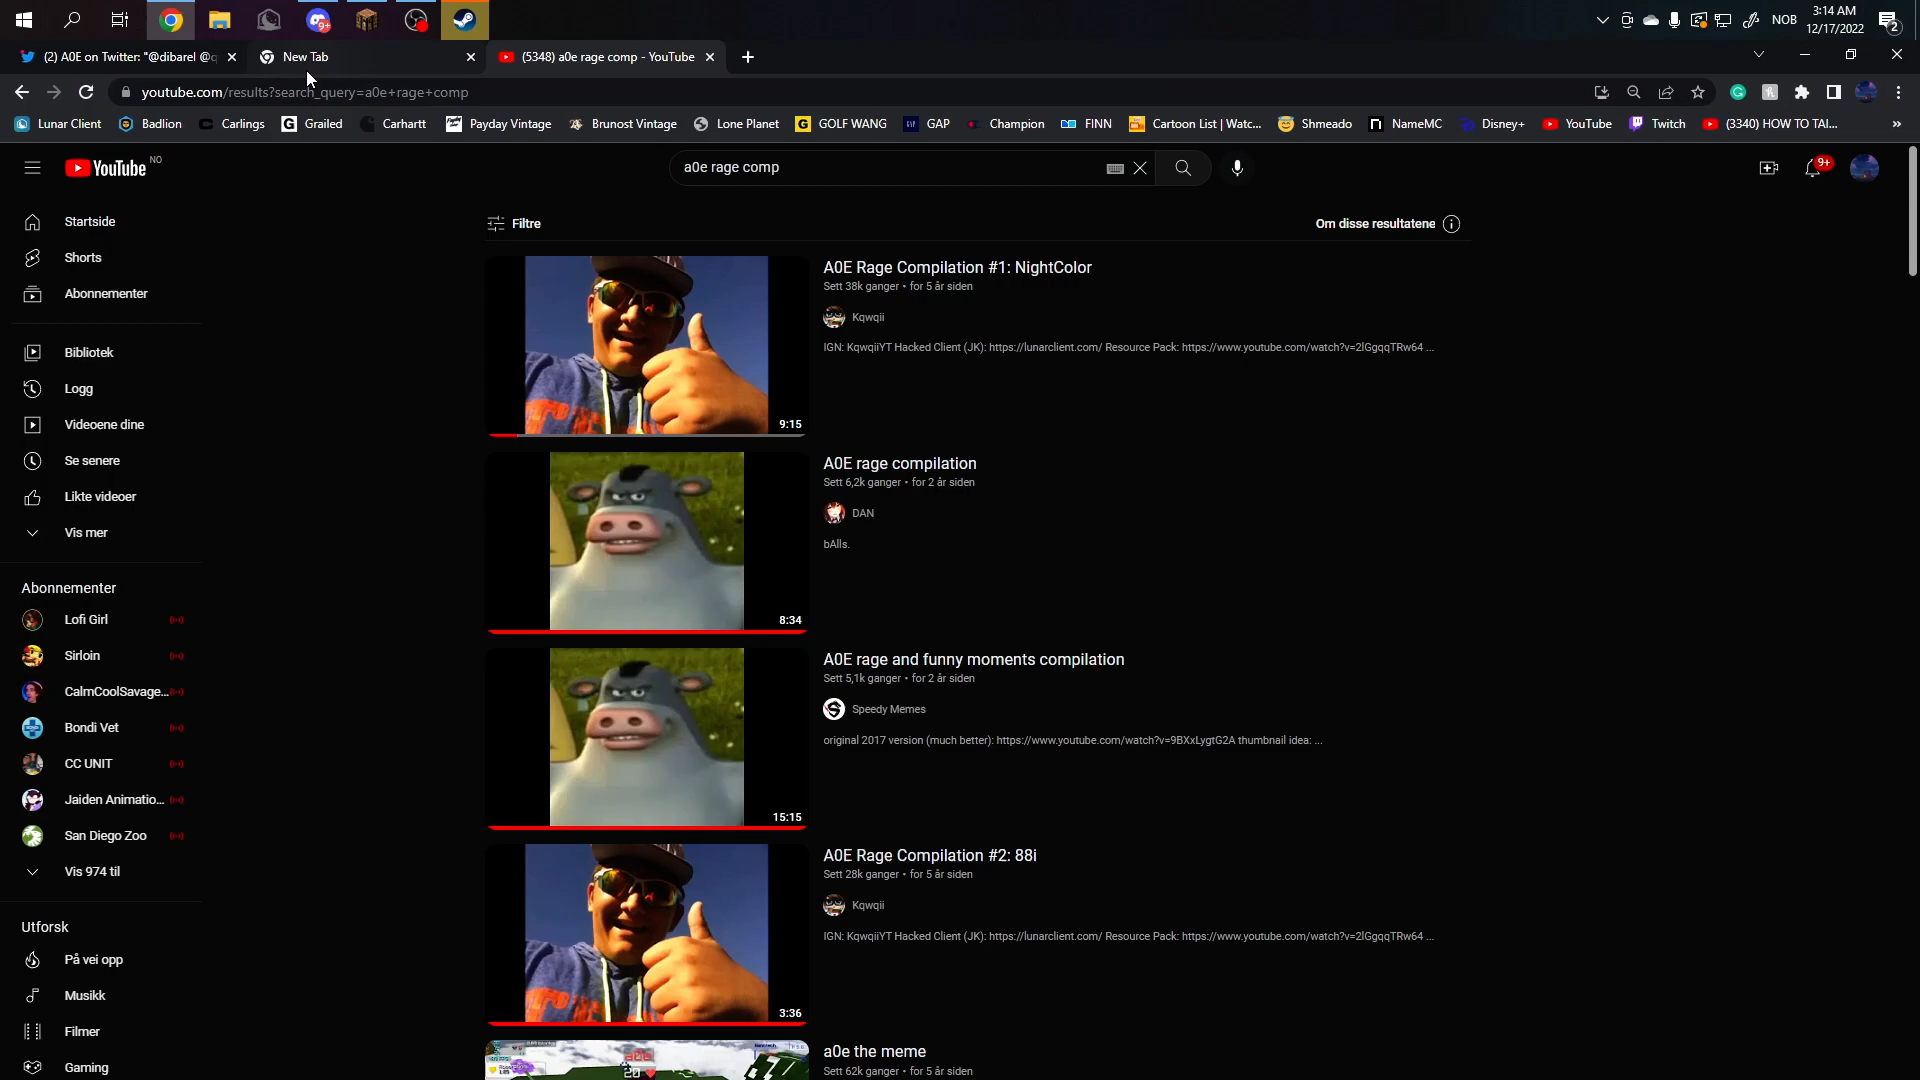 3:14 AM
NOB
12/17/2022
2
9+
(2) A0E on Twitter: "@dibarel @q
New Tab
(5348) a0e rage comp - YouTube
youtube.com/results?search_query=a0e+rage+comp
Lunar Client
Badlion
Carlings
Grailed
Carhartt
Payday Vintage
Brunost Vintage
Lone Planet
GOLF WANG
GAP
Champion
FINN
Cartoon List | Watc...
Shmeado
NameMC
Disney+
YouTube
Twitch
(3340) HOW TO TAI...
»
YouTube NO
a0e rage comp
9+
Startside
Shorts
Abonnementer
Bibliotek
Logg
Videoene dine
Se senere
Likte videoer
Vis mer
Abonnementer
Lofi Girl
Sirloin
CalmCoolSavage...
Bondi Vet
CC UNIT
Jaiden Animatio...
San Diego Zoo
Vis 974 til
Utforsk
På vei opp
Musikk
Filmer
Gaming
Filtre
Om disse resultatene
9:15
A0E Rage Compilation #1: NightColor
Sett 38k ganger • for 5 år siden
Kqwqii
IGN: KqwqiiYT Hacked Client (JK): https://lunarclient.com/ Resource Pack: https://www.youtube.com/watch?v=2lGgqqTRw64 ...
8:34
A0E rage compilation
Sett 6,2k ganger • for 2 år siden
DAN
bAlls.
15:15
A0E rage and funny moments compilation
Sett 5,1k ganger • for 2 år siden
Speedy Memes
original 2017 version (much better): https://www.youtube.com/watch?v=9BXxLygtG2A thumbnail idea: ...
3:36
A0E Rage Compilation #2: 88i
Sett 28k ganger • for 5 år siden
Kqwqii
IGN: KqwqiiYT Hacked Client (JK): https://lunarclient.com/ Resource Pack: https://www.youtube.com/watch?v=2lGgqqTRw64 ...
20
a0e the meme
Sett 62k ganger • for 5 år siden